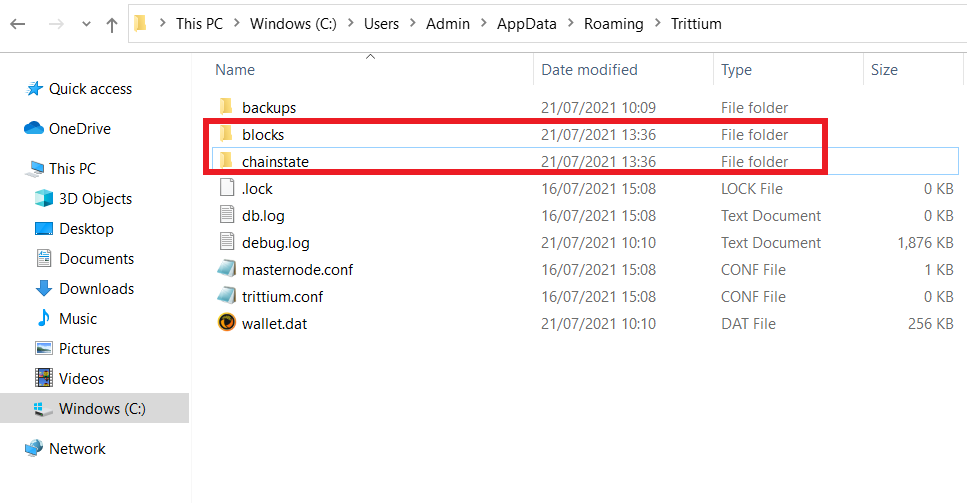 This PC Windows (C:) Users Admin AppData Roaming Trittium
Name Date modified Type Size
Quick access
OneDrive
This PC
3D Objects
Desktop
Documents
Downloads
Music
Pictures
Videos
Windows (C:)
Network
backups 21/07/2021 10:09 File folder
blocks 21/07/2021 13:36 File folder
chainstate 21/07/2021 13:36 File folder
.lock 16/07/2021 15:08 LOCK File 0 KB
db.log 16/07/2021 15:08 Text Document 0 KB
debug.log 21/07/2021 10:10 Text Document 1,876 KB
masternode.conf 16/07/2021 15:08 CONF File 1 KB
trittium.conf 16/07/2021 15:08 CONF File 0 KB
wallet.dat 21/07/2021 10:10 DAT File 256 KB